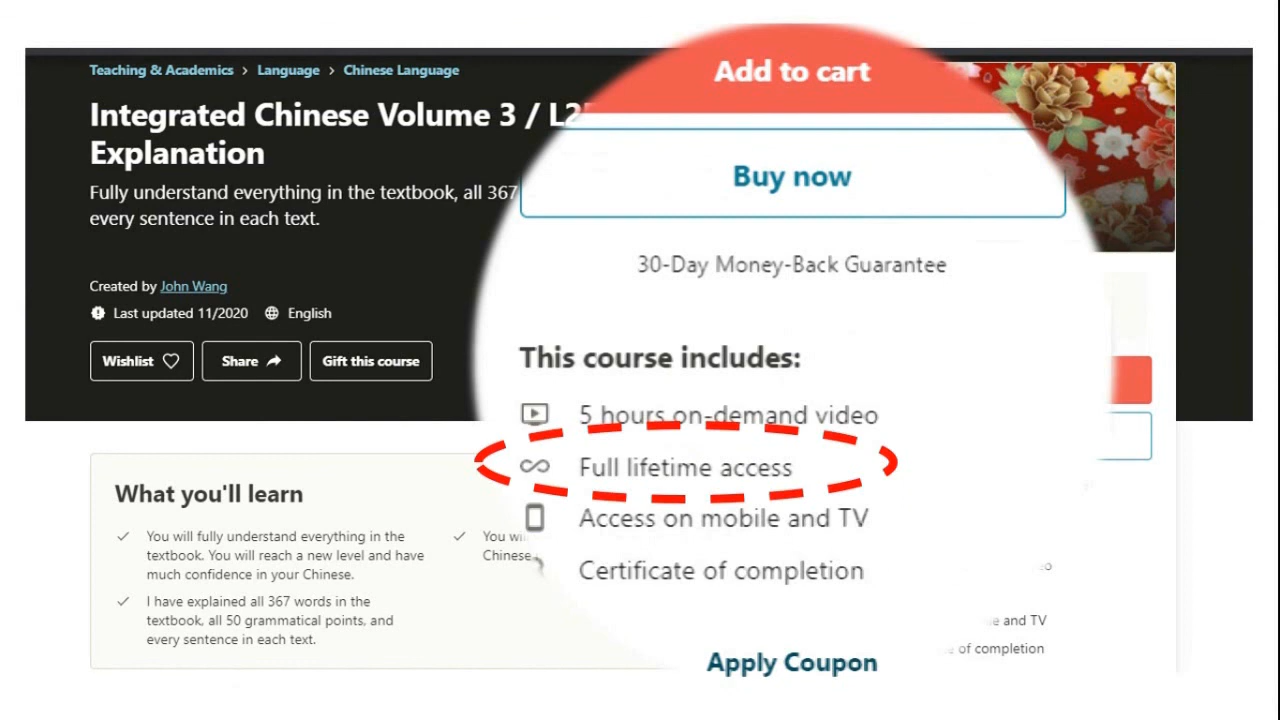 Teaching & Academics > Language > Chinese Language
Integrated Chinese Volume 3 /
Explanation
Fully understand everything in the textbook, all 367
every sentence in each text.
Created by John Wang
Last updated 11/2020 English
Wishlist Share Gift this course
What you'll learn
You will fully understand everything in the
textbook. You will reach a new level and have
much confidence in your Chinese.
I have explained all 367 words in the
textbook, all 50 grammatical points, and
every sentence in each text.
You
Chinese
Add to cart
Buy now
30-Day Money-Back Guarantee
This course includes:
5 hours on-demand video
Full lifetime access
Access on mobile and TV
Certificate of completion
Apply Coupon
and TV
of completion